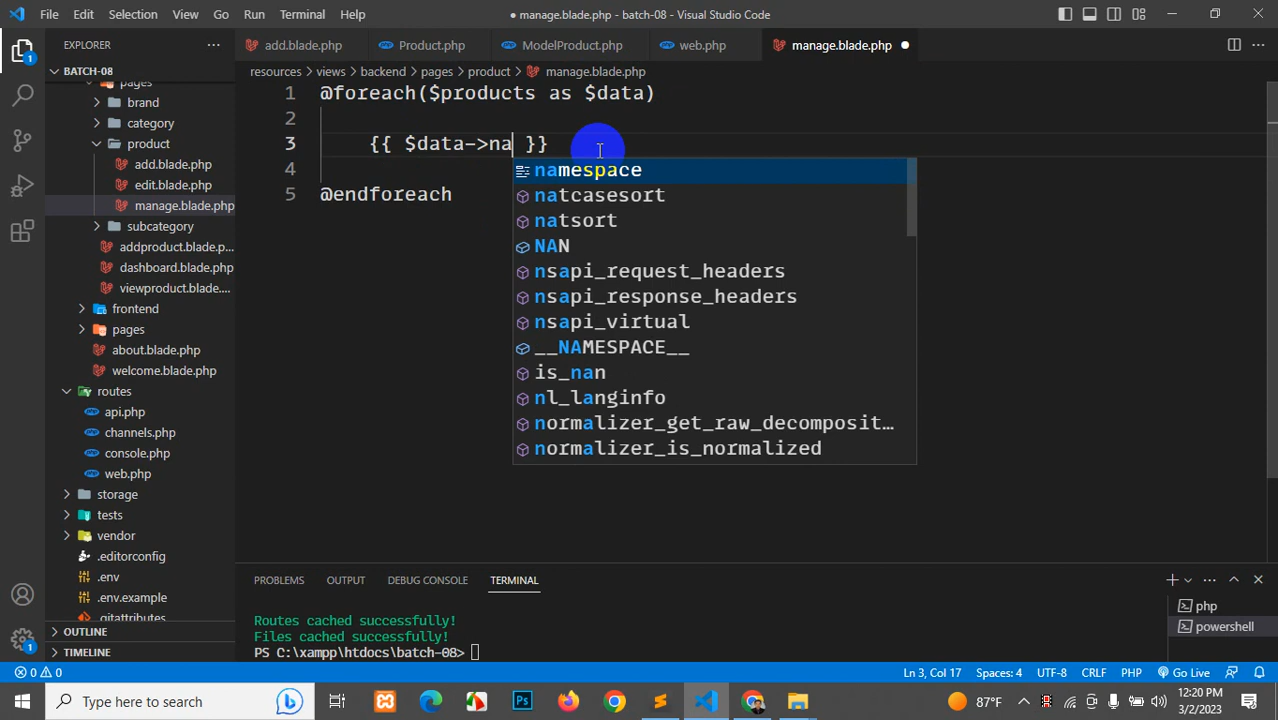 File Edit Selection View Go Run Terminal Help
● manage.blade.php - batch-08 - Visual Studio Code
EXPLORER
add.blade.php Product.php ModelProduct.php web.php manage.blade.php
BATCH-08
resources > views > backend > pages > product > manage.blade.php
pages
brand
category
product
add.blade.php
edit.blade.php
manage.blade.php
subcategory
addproduct.blade.p...
dashboard.blade.php
viewproduct.blade....
frontend
pages
about.blade.php
welcome.blade.php
routes
api.php
channels.php
console.php
web.php
storage
tests
vendor
.editorconfig
.env
.env.example
.gitattributes
OUTLINE
TIMELINE
1 @foreach($products as $data)
2
3 {{ $data->na }}
4
5 @endforeach
namespace
natcasesort
natsort
NAN
nsapi_request_headers
nsapi_response_headers
nsapi_virtual
__NAMESPACE__
is_nan
nl_langinfo
normalizer_get_raw_decomposit...
normalizer_is_normalized
PROBLEMS OUTPUT DEBUG CONSOLE TERMINAL
Routes cached successfully!
Files cached successfully!
PS C:\xampp\htdocs\batch-08>
php
powershell
1
1
0 0 Ln 3, Col 17 Spaces: 4 UTF-8 CRLF PHP Go Live
Type here to search
Ps
87°F
12:20 PM
3/2/2023